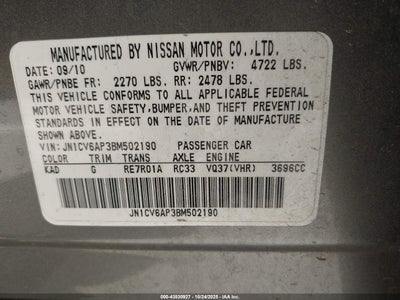 MANUFACTURED BY NISSAN MOTOR CO.,LTD.
DATE: 09/10 GVWR/PNBV: 4722 LBS.
GAWR/PNBE FR: 2270 LBS. RR: 2478 LBS.
THIS VEHICLE CONFORMS TO ALL APPLICABLE FEDERAL
MOTOR VEHICLE SAFETY,BUMPER,AND THEFT PREVENTION
STANDARDS IN EFFECT ON THE DATE OF MANUFACTURE
SHOWN ABOVE.
VIN: JN1CV6AP3BM502190 PASSENGER CAR
COLOR TRIM TRANS AXLE ENGINE
KAD G RE7R01A RC33 VQ37(VHR) 3696CC
JN1CV6AP3BM502190
000-43930927 - 10/24/2025 - IAA, Inc. Copyright